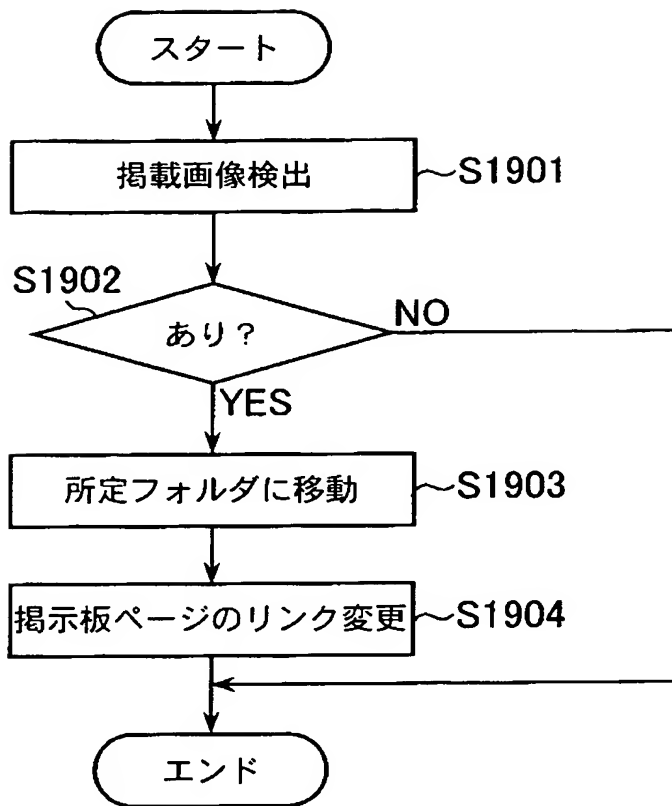 スタート
掲載画像検出
S1901
S1902
あり？
NO
YES
所定フォルダに移動
S1903
掲示板ページのリンク変更
S1904
エンド